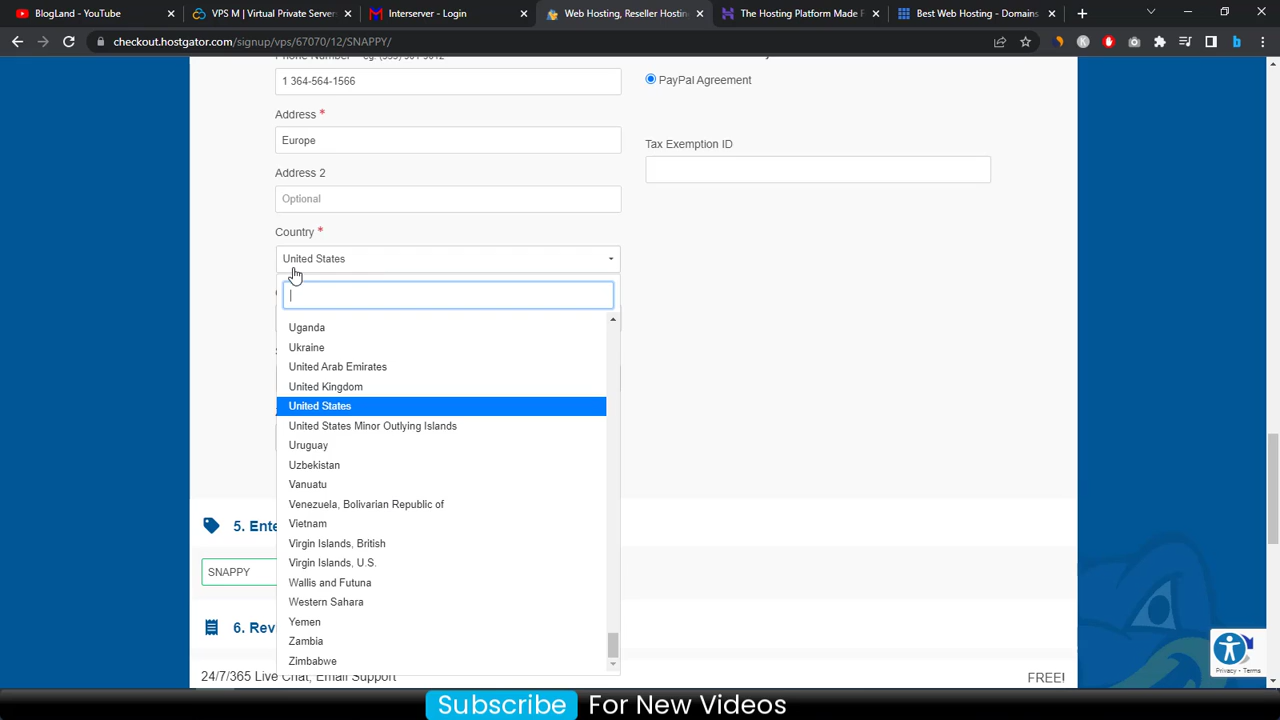 BlogLand - YouTube
VPS M | Virtual Private Server
Interserver - Login
Web Hosting, Reseller Hosting
The Hosting Platform Made F
Best Web Hosting - Domains
checkout.hostgator.com/signup/vps/67070/12/SNAPPY/
1 364-564-1566
PayPal Agreement
Address *
Europe
Tax Exemption ID
Address 2
Optional
Country *
United States
Uganda
Ukraine
United Arab Emirates
United Kingdom
United States
United States Minor Outlying Islands
Uruguay
Uzbekistan
Vanuatu
Venezuela, Bolivarian Republic of
Vietnam
Virgin Islands, British
Virgin Islands, U.S.
Wallis and Futuna
Western Sahara
Yemen
Zambia
Zimbabwe
5. Ente
SNAPPY
6. Rev
24/7/365 Live Chat, Email Support
FREE!
Privacy - Terms
Subscribe For New Videos